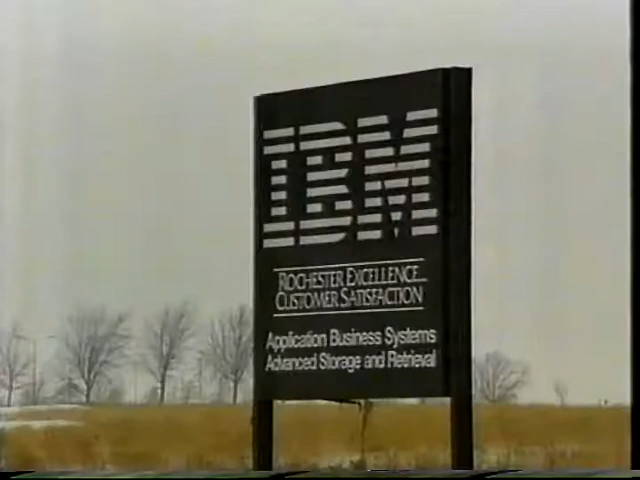 IBM
ROCHESTER EXCELLENCE...
CUSTOMER SATISFACTION
Application Business Systems
Advanced Storage and Retrieval